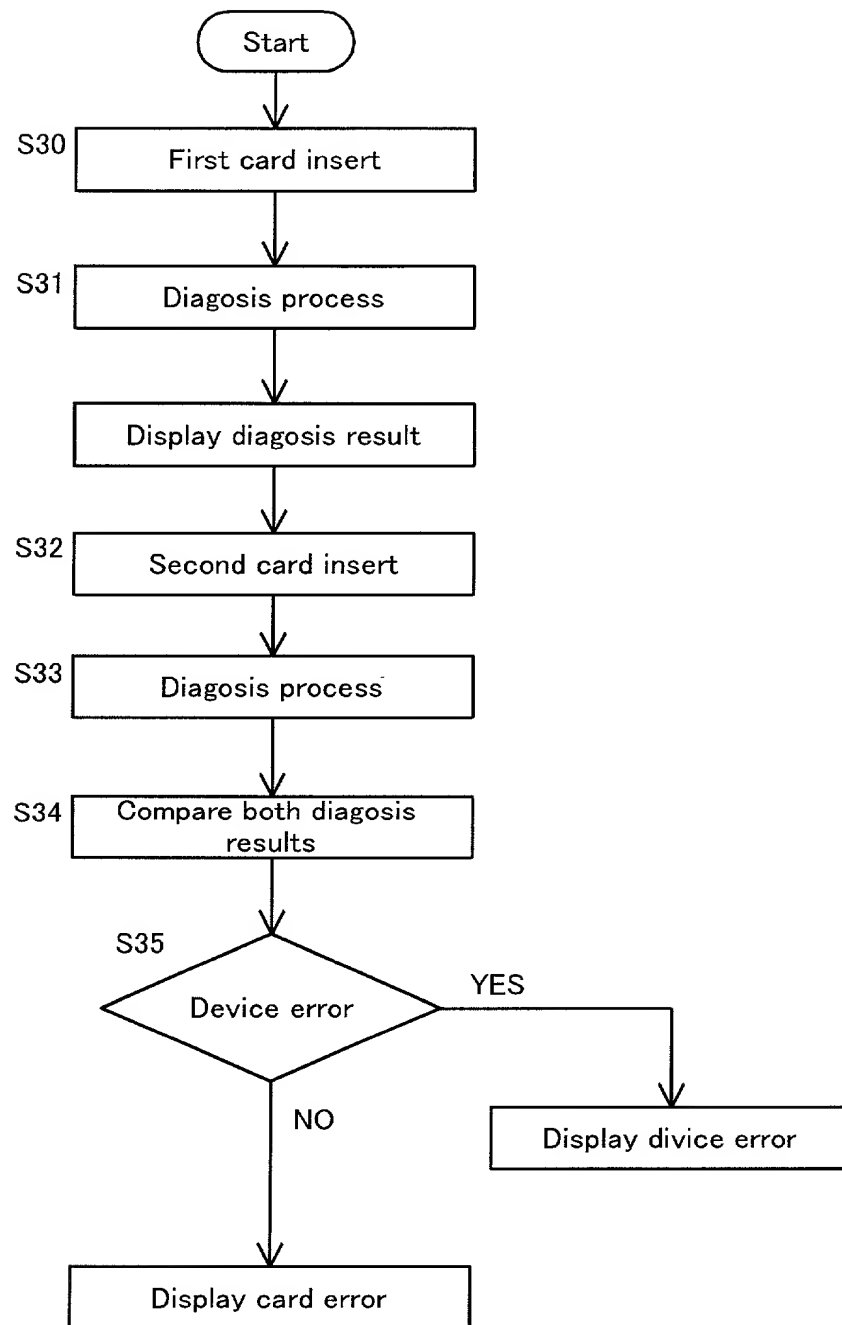 Start
S30
First card insert
S31
Diagosis process
Display diagosis result
S32
Second card insert
S33
Diagosis process
S34
Compare both diagosis
results
S35
Device error
YES
NO
Display divice error
Display card error